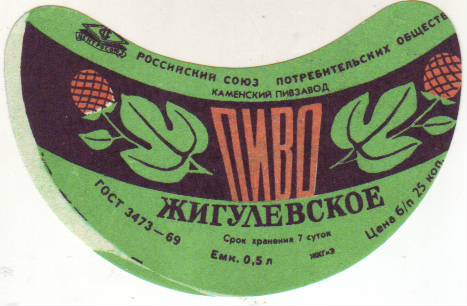 ЦЕНТРОСОЮЗ
РОССИЙСКИЙ СОЮЗ ПОТРЕБИТЕЛЬСКИХ ОБЩЕСТВ
КАМЕНСКИЙ ПИВЗАВОД
ПИВО
ЖИГУЛЕВСКОЕ
ГОСТ 3473—69
Срок хранения 7 суток
Емк. 0,5 л
Цена б/п 25 коп.